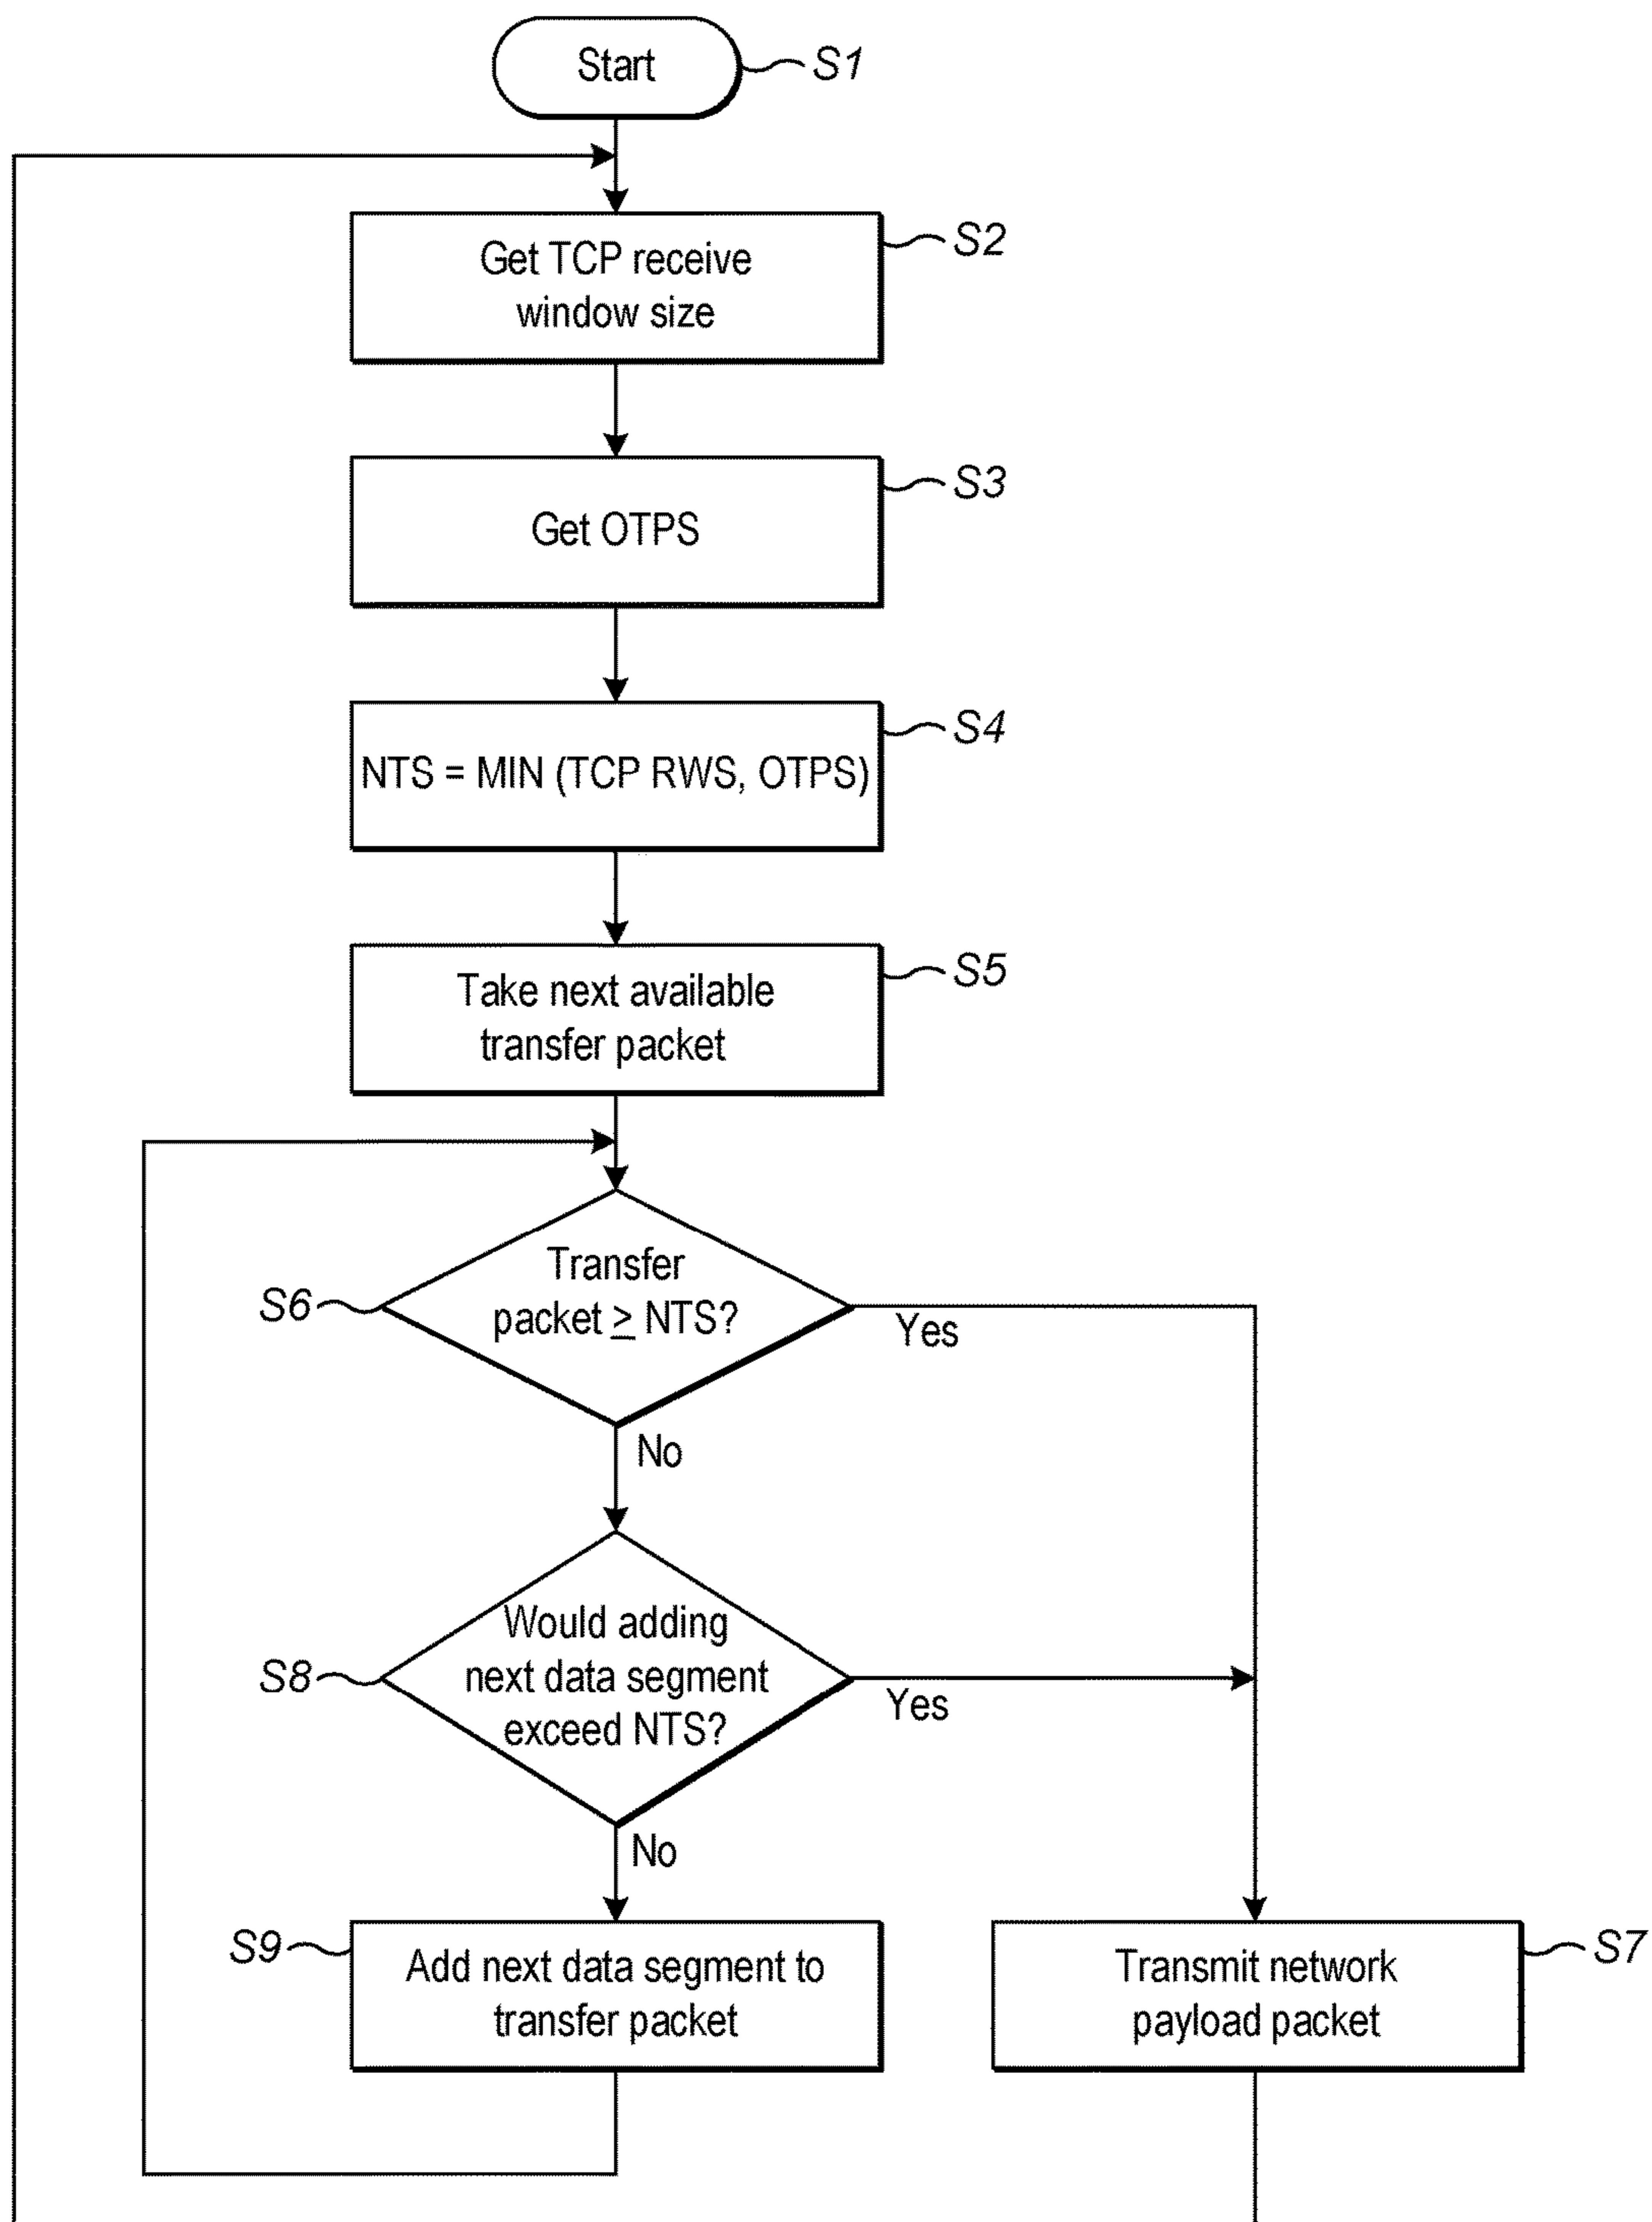 Start
S1
Get TCP receive
window size
S2
Get OTPS
S3
NTS = MIN (TCP RWS, OTPS)
S4
Take next available
transfer packet
S5
Transfer
packet ≥ NTS?
S6
Yes
No
Would adding
next data segment
exceed NTS?
S8
Yes
No
S9
Add next data segment to
transfer packet
Transmit network
payload packet
S7